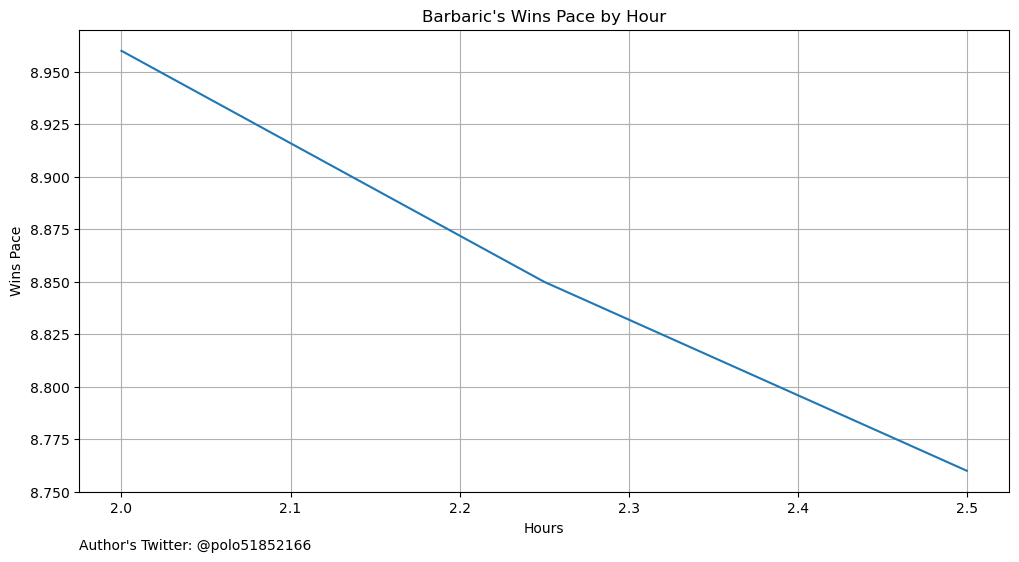 Barbaric's Wins Pace by Hour
Wins Pace
8.950
8.925
8.900
8.875
8.850
8.825
8.800
8.775
8.750
2.0 2.1 2.2 2.3 2.4 2.5
Hours
Author's Twitter: @polo51852166